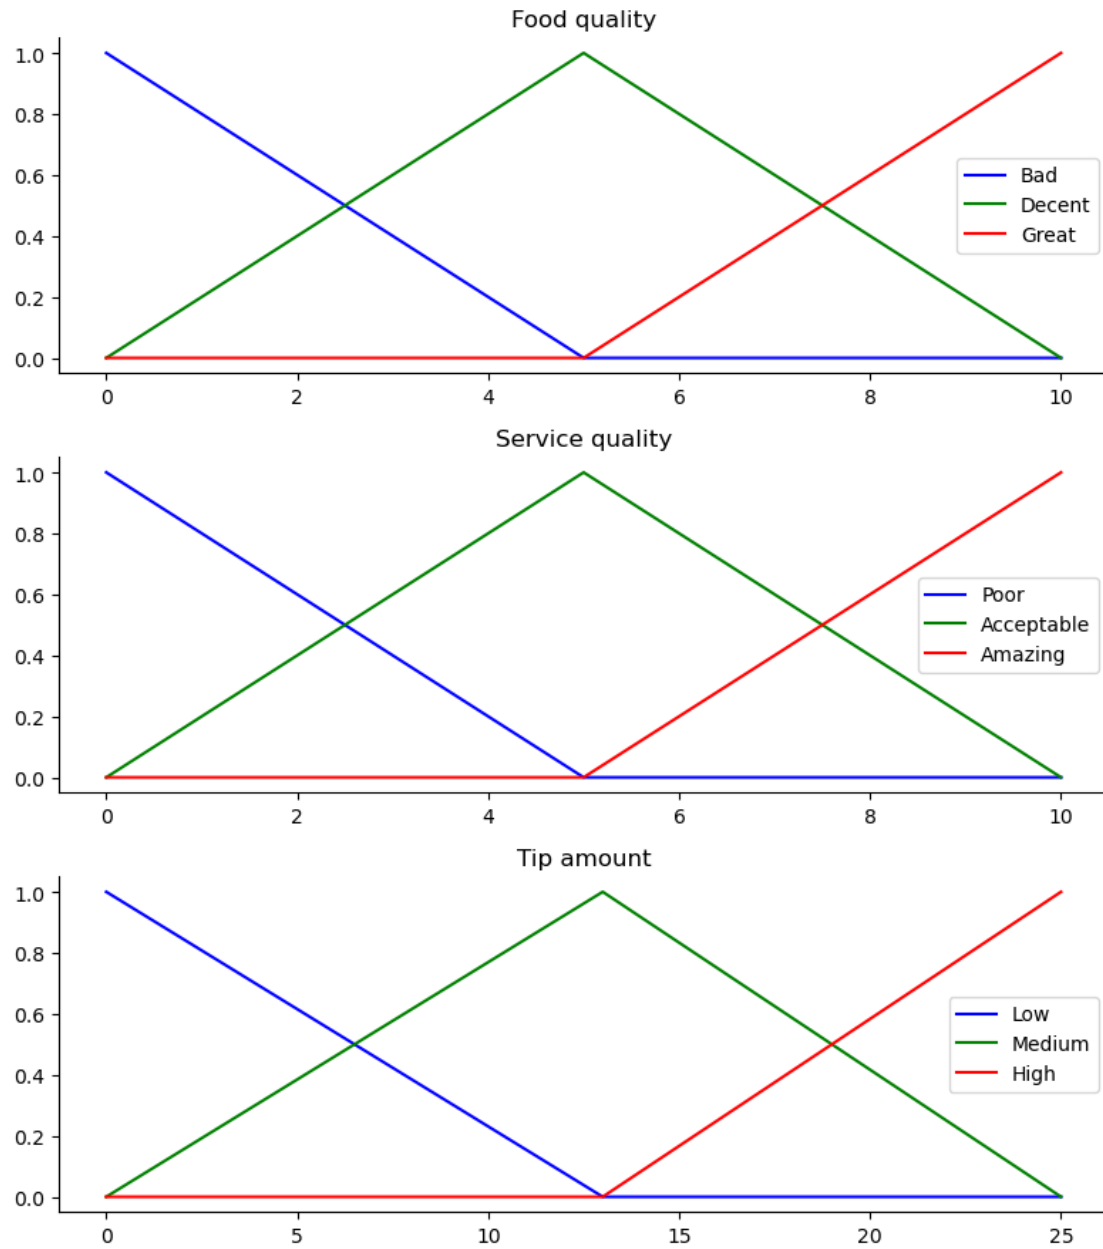 Food quality
1.0
0.8
0.6
0.4
0.2
0.0
Bad
Decent
Great
0 2 4 6 8 10
Service quality
1.0
0.8
0.6
0.4
0.2
0.0
Poor
Acceptable
Amazing
0 2 4 6 8 10
Tip amount
1.0
0.8
0.6
0.4
0.2
0.0
Low
Medium
High
0 5 10 15 20 25